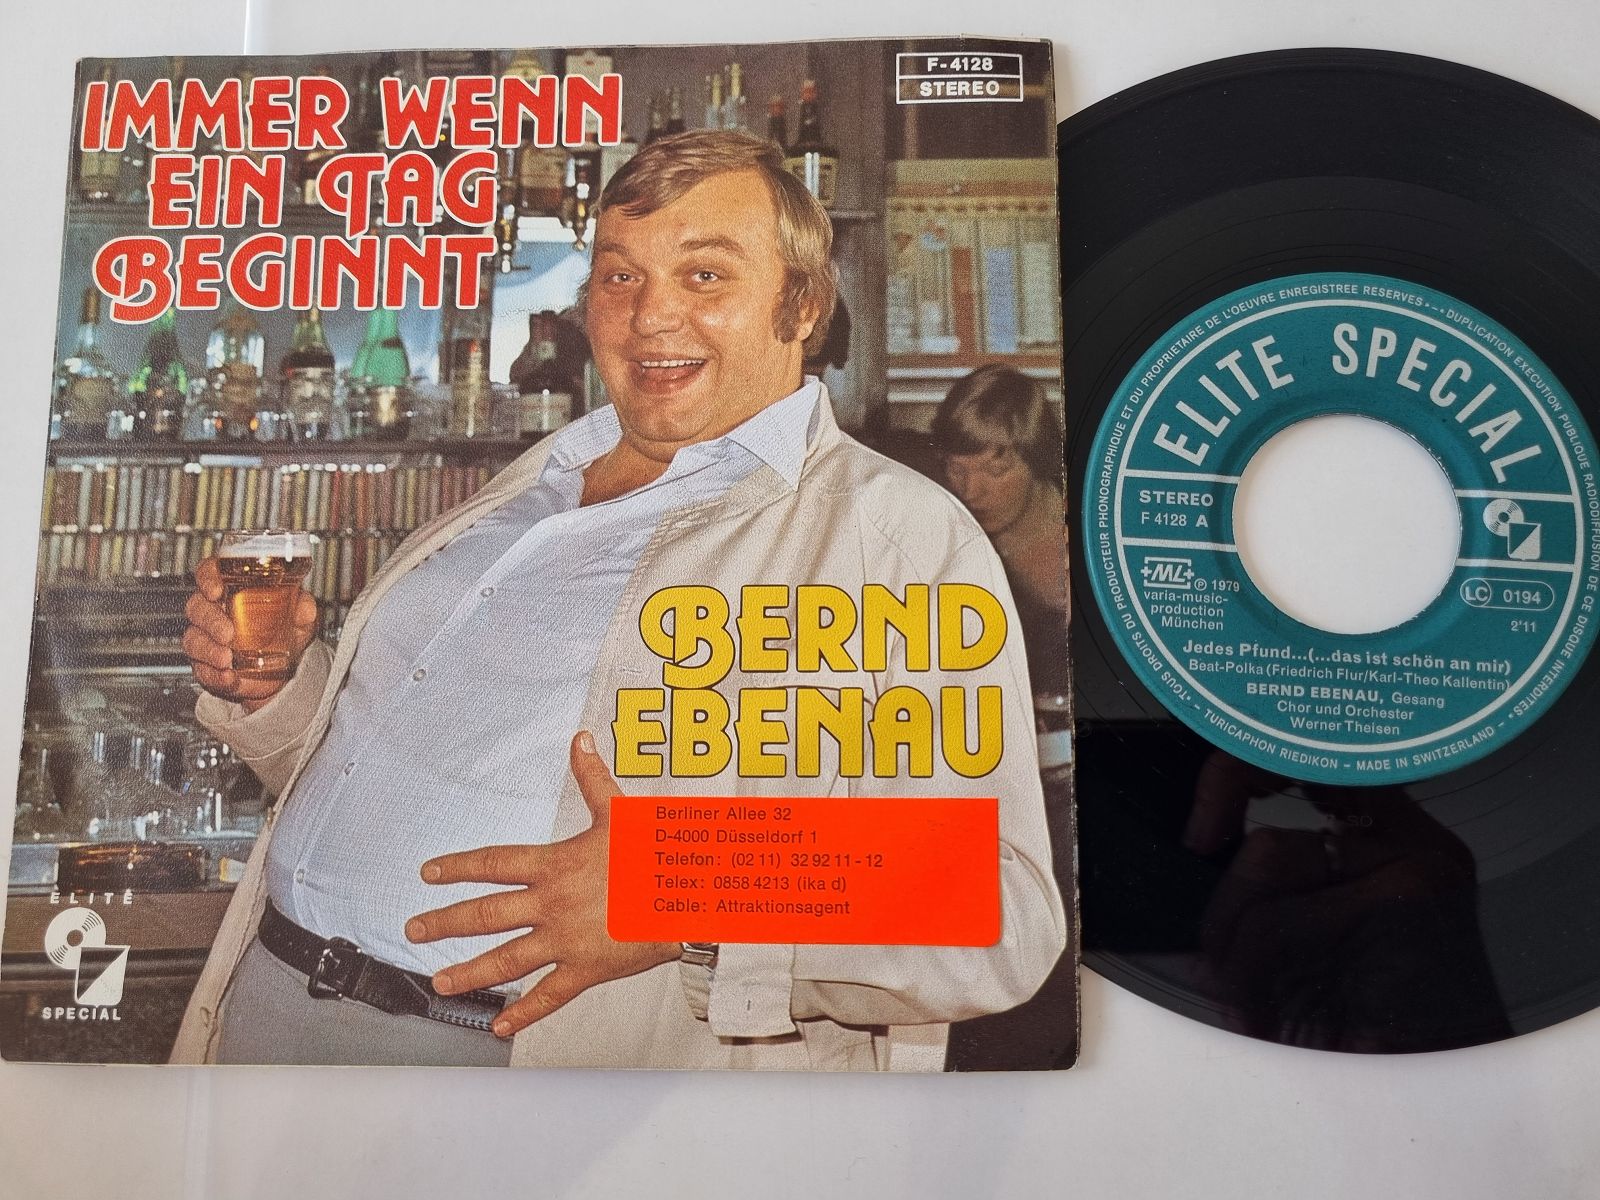 IMMER WENN
EIN TAG
BEGINNT
F-4128
STEREO
BERND
EBENAU
Berliner Allee 32
D-4000 Düsseldorf 1
Telefon: (02 11) 32 92 11 - 12
Telex: 0858 4213 (ika d)
Cable: Attraktionsagent
ELITE
SPECIAL
ELITE SPECIAL
STEREO
F 4128 A
ML
℗ 1979
varia-music-
production
München
LC 0194
2'11
Jedes Pfund...(...das ist schön an mir)
Beat-Polka (Friedrich Flur/Karl-Theo Kallentin)
BERND EBENAU, Gesang
Chor und Orchester
Werner Theisen
• TOUS DROITS DU PRODUCTEUR PHONOGRAPHIQUE ET DU PROPRIETAIRE DE L'OEUVRE ENREGISTREE RESERVES • – • DUPLICATION EXECUTION PUBLIQUE RADIODIFFUSION DE CE DISQUE INTERDITES •
TURICAPHON RIEDIKON – MADE IN SWITZERLAND –